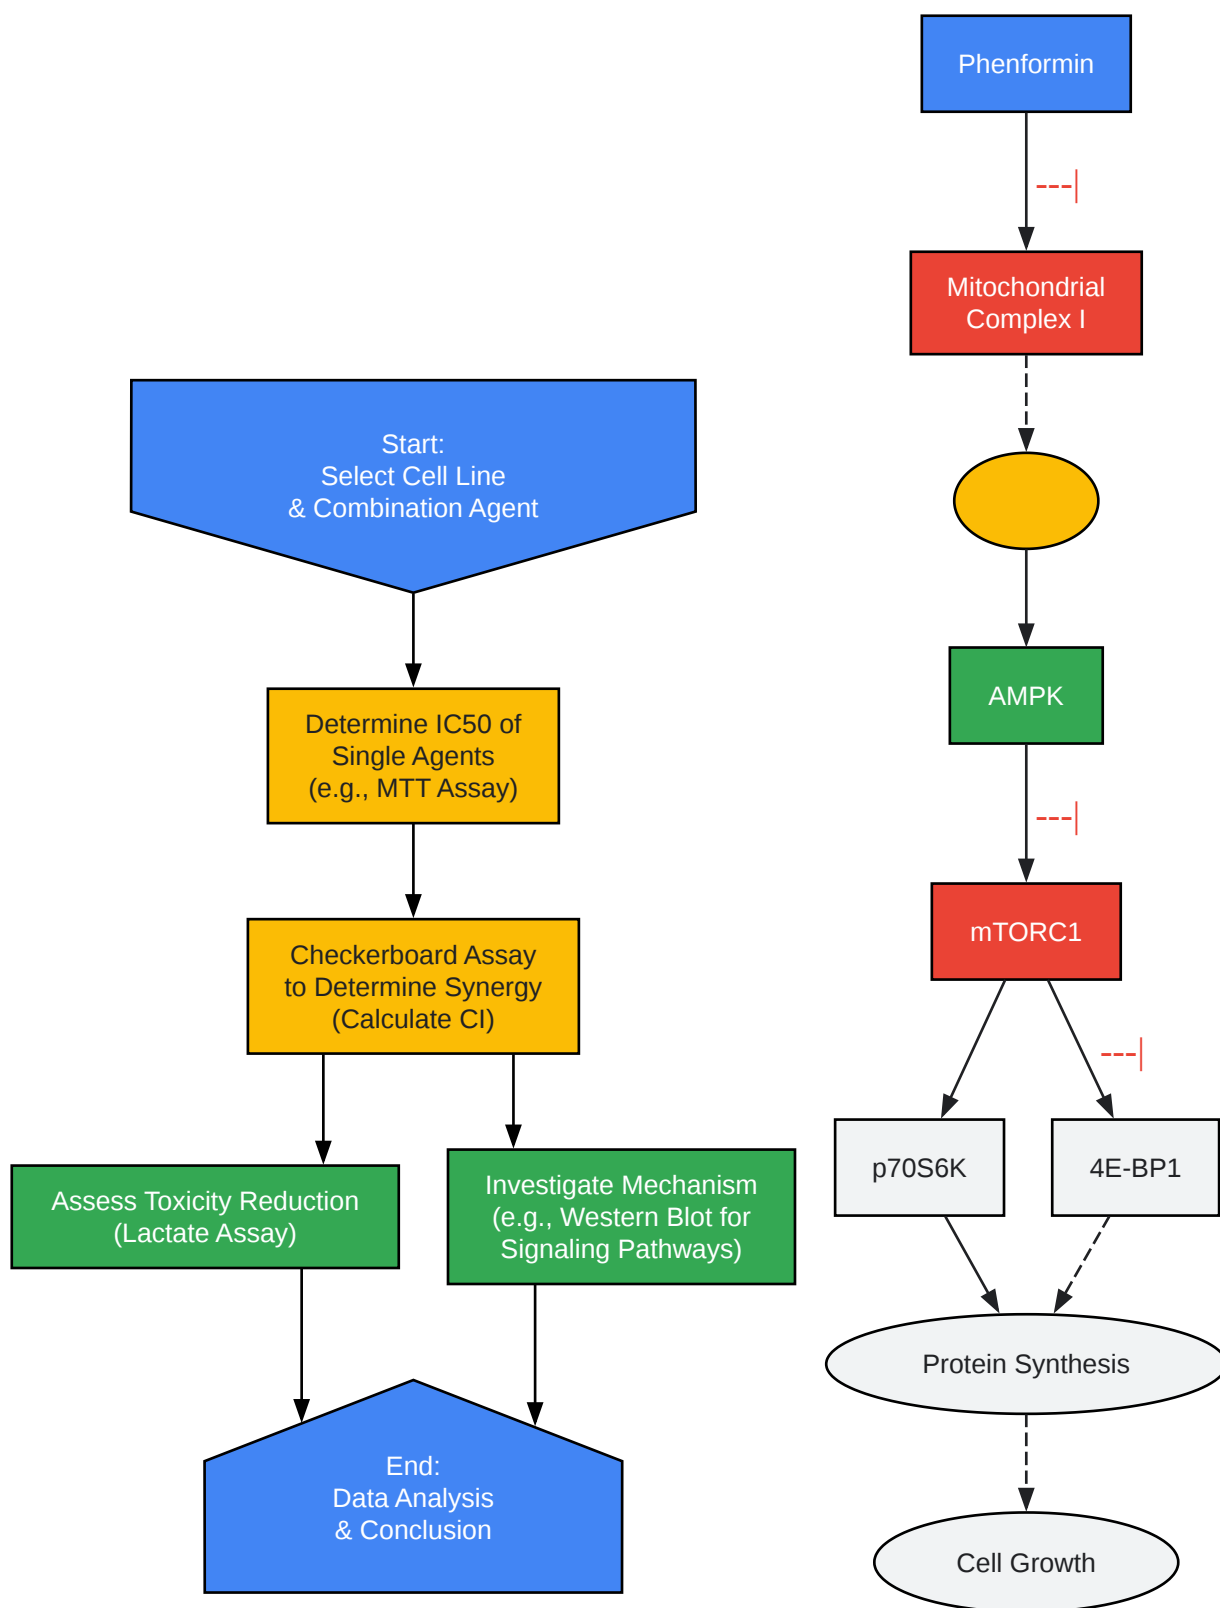 Start:
Select Cell Line
& Combination Agent
Determine IC50 of
Single Agents
(e.g., MTT Assay)
Checkerboard Assay
to Determine Synergy
(Calculate CI)
Assess Toxicity Reduction
(Lactate Assay)
Investigate Mechanism
(e.g., Western Blot for
Signaling Pathways)
End:
Data Analysis
& Conclusion
Phenformin
---|
Mitochondrial
Complex I
AMPK
---|
mTORC1
---|
p70S6K
4E-BP1
Protein Synthesis
Cell Growth